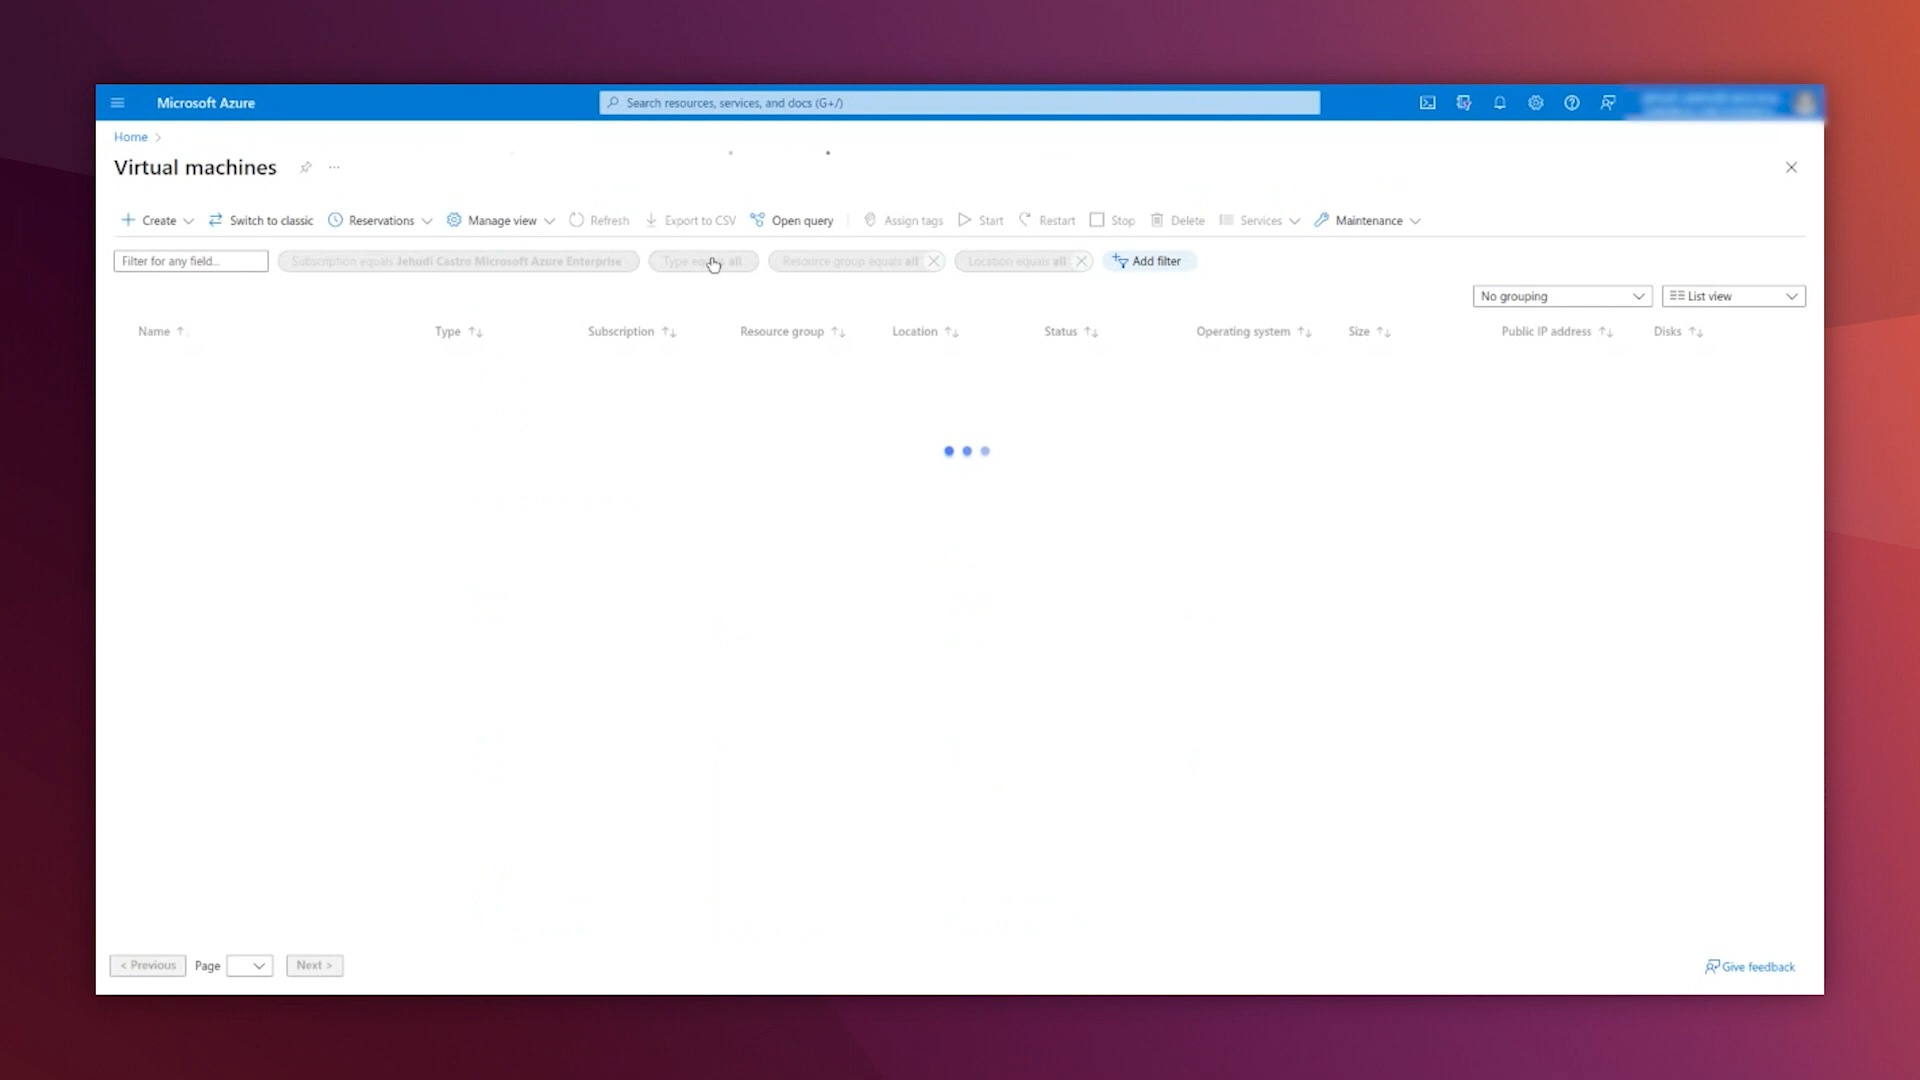 Microsoft Azure
Search resources, services, and docs (G+/)
Home >
Virtual machines ...
Create Switch to classic Reservations Manage view Refresh Export to CSV Open query Assign tags Start Restart Stop Delete Services Maintenance
Filter for any field... Subscription equals Jehudi Castro Microsoft Azure Enterprise Type equals all Resource group equals all Location equals all Add filter
No grouping List view
Name Type Subscription Resource group Location Status Operating system Size Public IP address Disks
< Previous Page Next > Give feedback